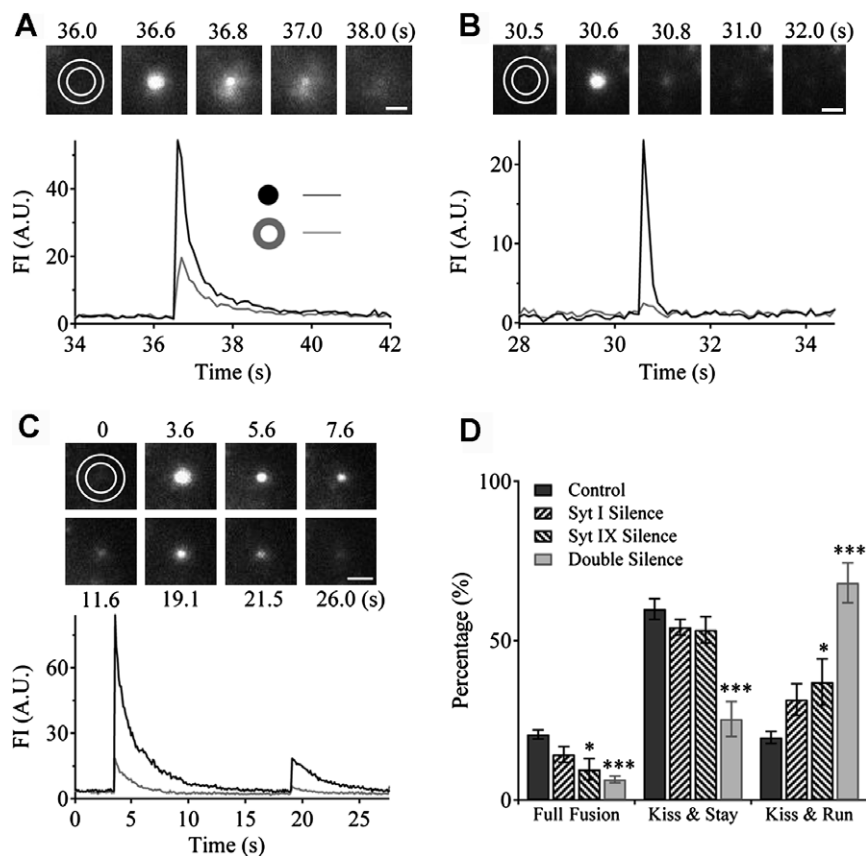 A
36.0 36.6 36.8 37.0 38.0 (s)
FI (A.U.)
40
20
0
34 36 38 40 42
Time (s)
B
30.5 30.6 30.8 31.0 32.0 (s)
FI (A.U.)
20
10
0
28 30 32 34
Time (s)
C
0 3.6 5.6 7.6
11.6 19.1 21.5 26.0 (s)
FI (A.U.)
60
30
0
0 5 10 15 20 25
Time (s)
D
Percentage (%)
100
50
0
Control
Syt I Silence
Syt IX Silence
Double Silence
* *** *** * ***
Full Fusion Kiss & Stay Kiss & Run